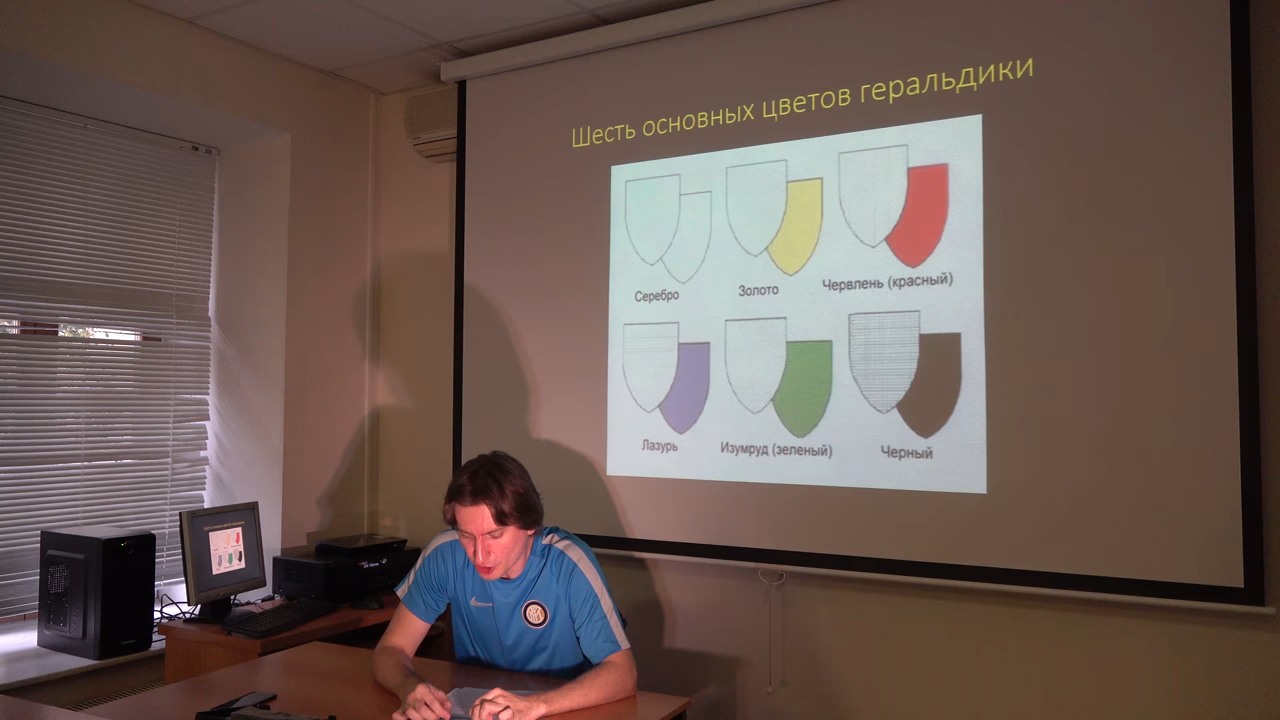 Шесть основных цветов геральдики
Серебро
Золото
Червлень (красный)
Лазурь
Изумруд (зеленый)
Черный